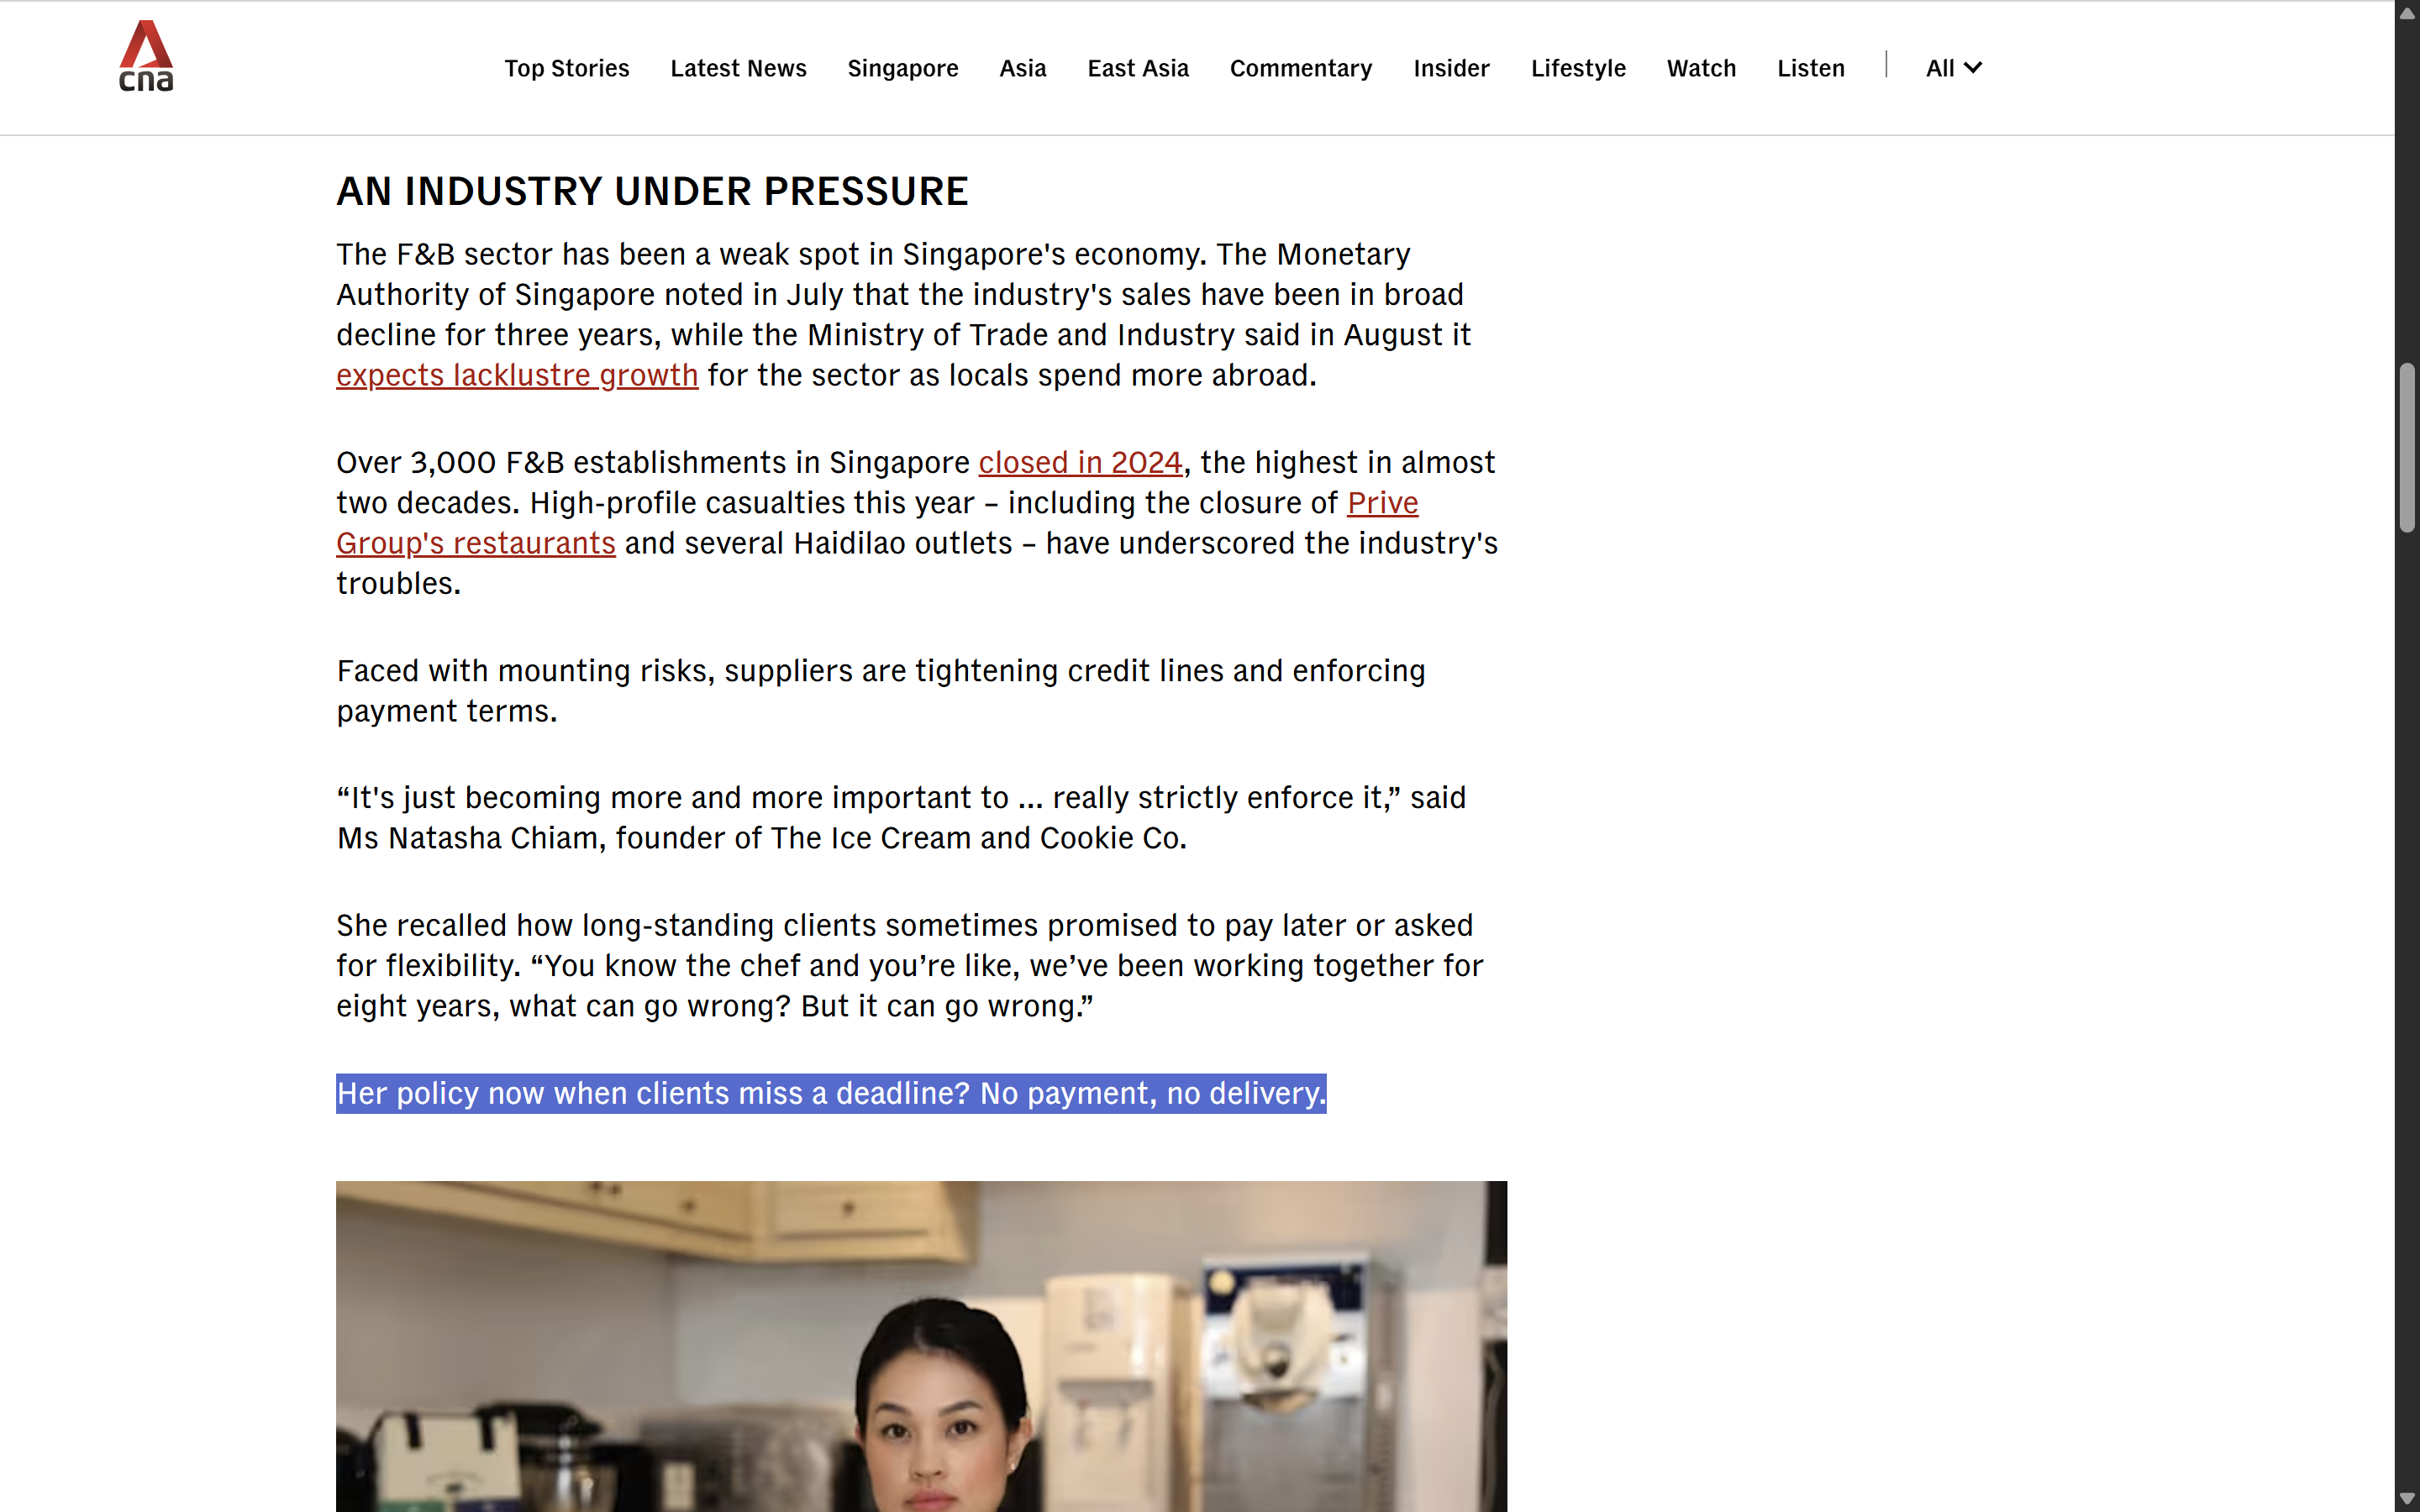 cna
Top Stories
Latest News
Singapore
Asia
East Asia
Commentary
Insider
Lifestyle
Watch
Listen
All
AN INDUSTRY UNDER PRESSURE
The F&B sector has been a weak spot in Singapore's economy. The Monetary
Authority of Singapore noted in July that the industry's sales have been in broad
decline for three years, while the Ministry of Trade and Industry said in August it
expects lacklustre growth for the sector as locals spend more abroad.
Over 3,000 F&B establishments in Singapore closed in 2024, the highest in almost
two decades. High-profile casualties this year – including the closure of Prive
Group's restaurants and several Haidilao outlets – have underscored the industry's
troubles.
Faced with mounting risks, suppliers are tightening credit lines and enforcing
payment terms.
“It's just becoming more and more important to ... really strictly enforce it,” said
Ms Natasha Chiam, founder of The Ice Cream and Cookie Co.
She recalled how long-standing clients sometimes promised to pay later or asked
for flexibility. “You know the chef and you’re like, we’ve been working together for
eight years, what can go wrong? But it can go wrong.”
Her policy now when clients miss a deadline? No payment, no delivery.